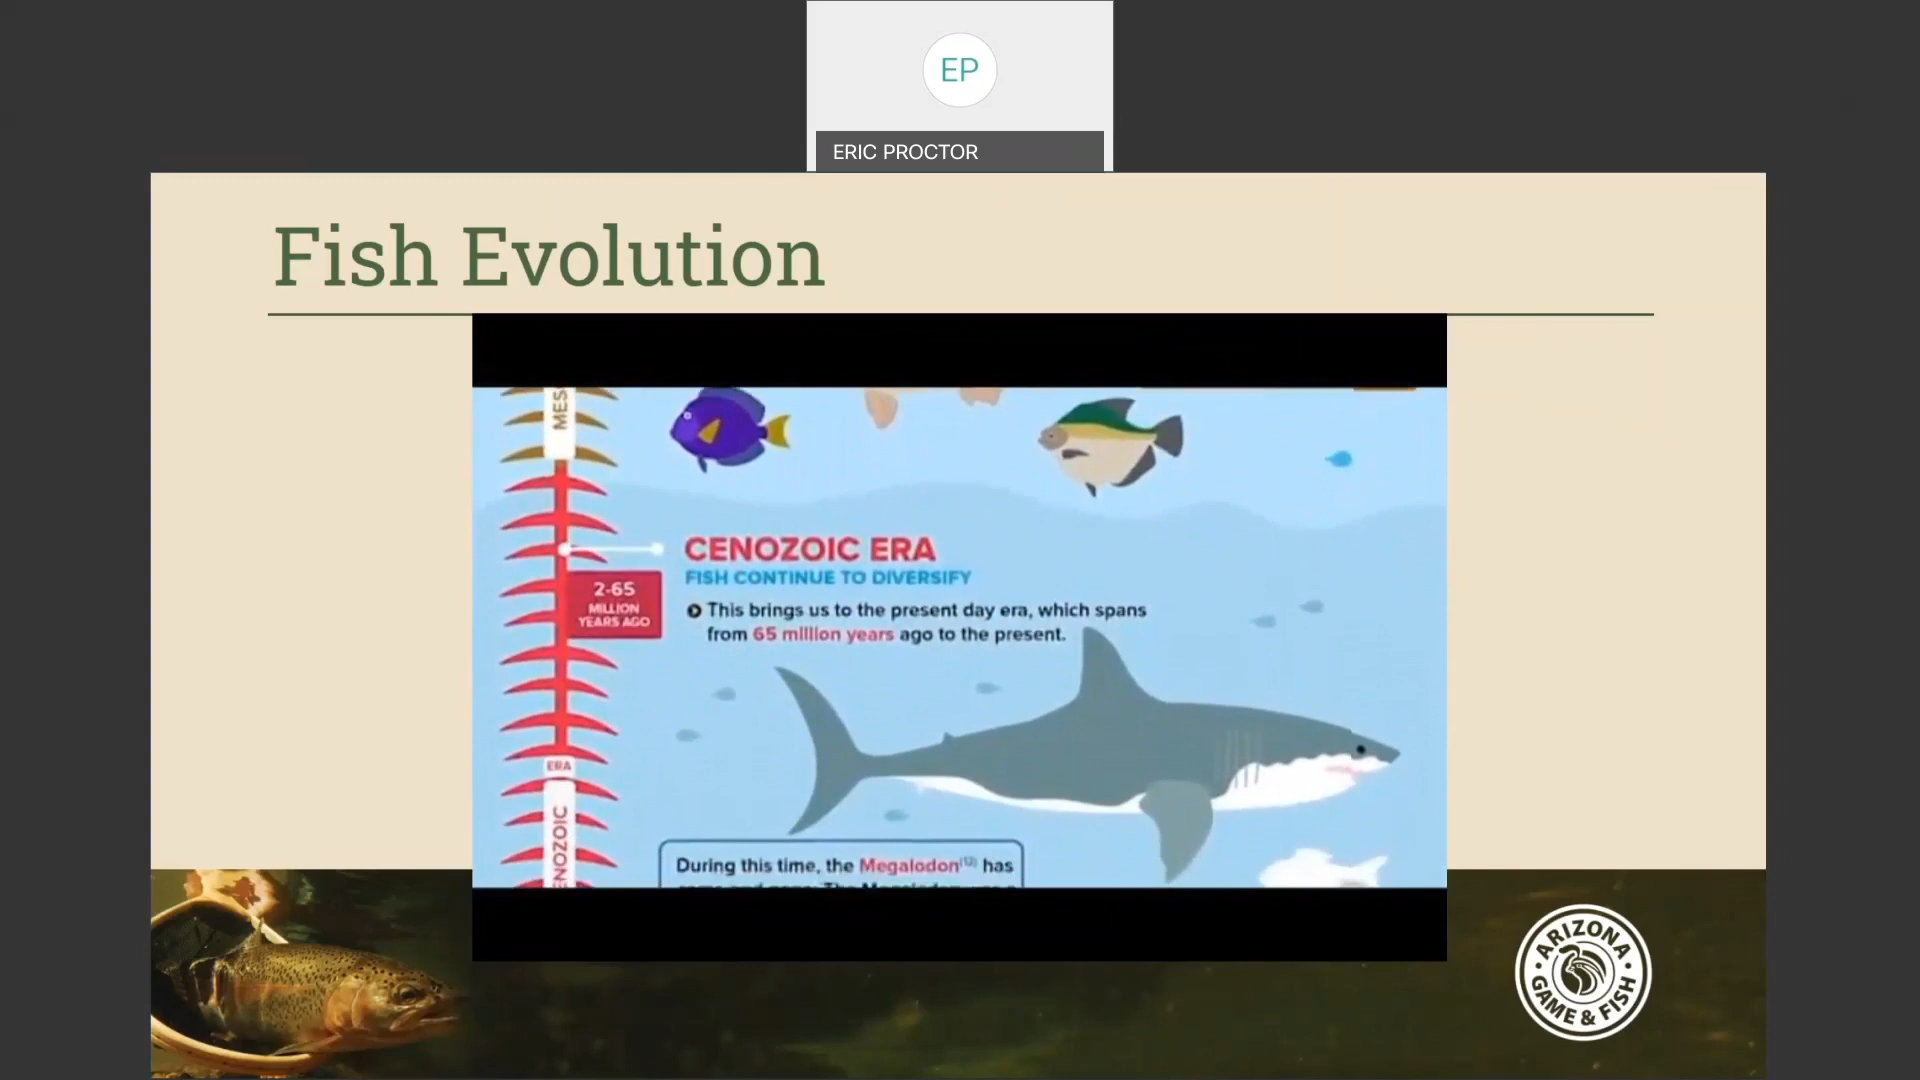 EP
ERIC PROCTOR
Fish Evolution
MES
CENOZOIC ERA
FISH CONTINUE TO DIVERSIFY
2-65
MILLION
YEARS AGO
This brings us to the present day era, which spans
from 65 million years ago to the present.
ERA
ENOZOIC
During this time, the Megalodon(12) has
ARIZONA
GAME & FISH